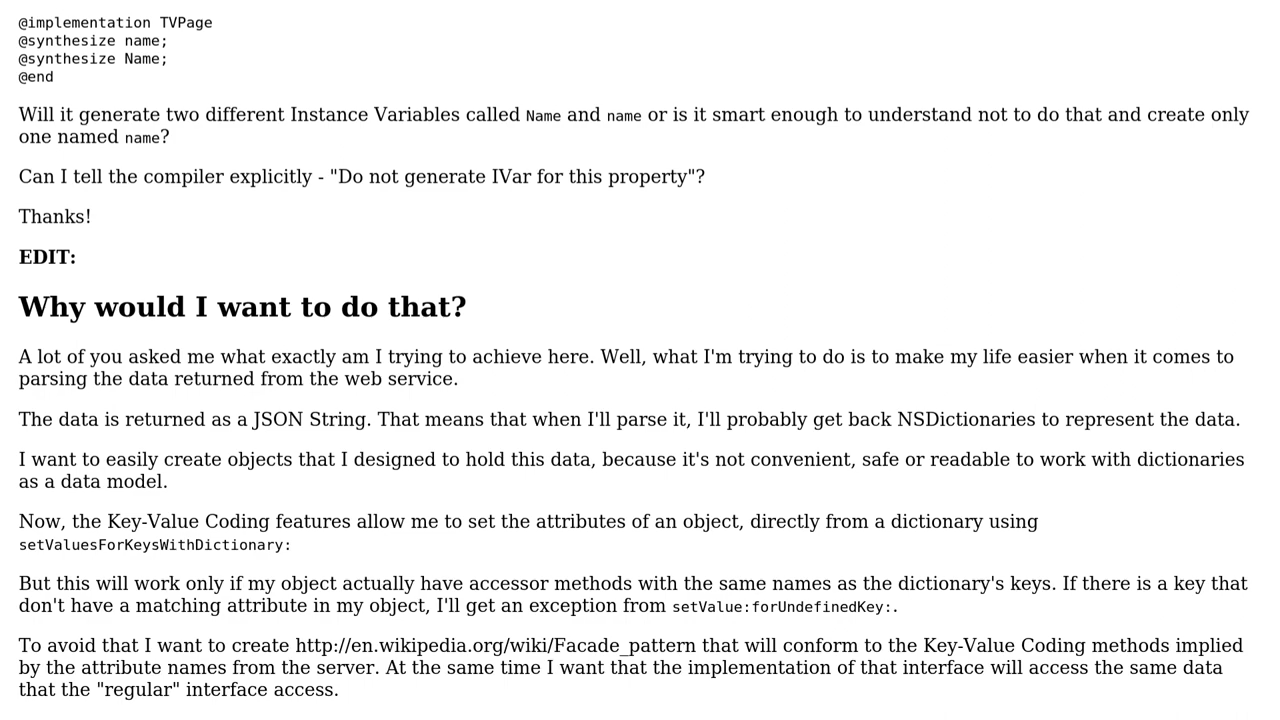 @implementation TVPage
@synthesize name;
@synthesize Name;
@end
Will it generate two different Instance Variables called Name and name or is it smart enough to understand not to do that and create only
one named name?
Can I tell the compiler explicitly - "Do not generate IVar for this property"?
Thanks!
EDIT:
Why would I want to do that?
A lot of you asked me what exactly am I trying to achieve here. Well, what I'm trying to do is to make my life easier when it comes to
parsing the data returned from the web service.
The data is returned as a JSON String. That means that when I'll parse it, I'll probably get back NSDictionaries to represent the data.
I want to easily create objects that I designed to hold this data, because it's not convenient, safe or readable to work with dictionaries
as a data model.
Now, the Key-Value Coding features allow me to set the attributes of an object, directly from a dictionary using
setValuesForKeysWithDictionary:
But this will work only if my object actually have accessor methods with the same names as the dictionary's keys. If there is a key that
don't have a matching attribute in my object, I'll get an exception from setValue:forUndefinedKey:.
To avoid that I want to create http://en.wikipedia.org/wiki/Facade_pattern that will conform to the Key-Value Coding methods implied
by the attribute names from the server. At the same time I want that the implementation of that interface will access the same data
that the "regular" interface access.